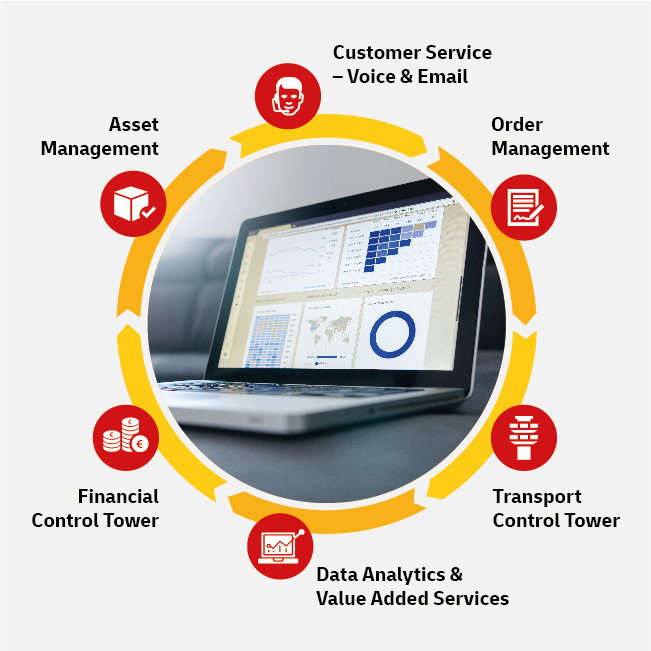 Customer Service
– Voice & Email
Order
Management
Transport
Control Tower
Data Analytics &
Value Added Services
Financial
Control Tower
Asset
Management